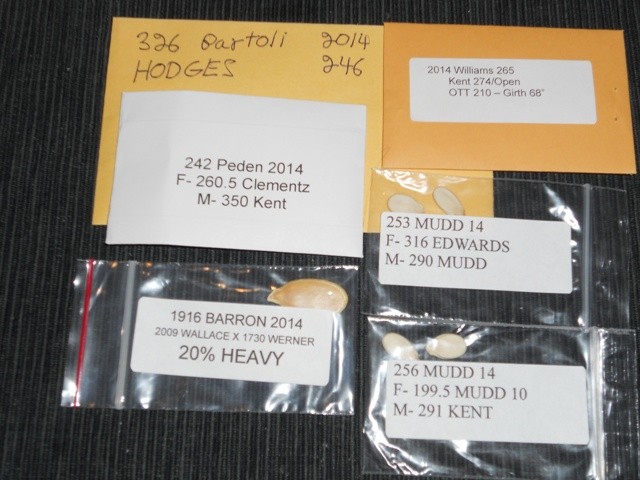 326 Bartoli 2014
HODGES 246
2014 Williams 265
Kent 274/Open
OTT 210 – Girth 68"
242 Peden 2014
F- 260.5 Clementz
M- 350 Kent
253 MUDD 14
F- 316 EDWARDS
M- 290 MUDD
1916 BARRON 2014
2009 WALLACE X 1730 WERNER
20% HEAVY
256 MUDD 14
F- 199.5 MUDD 10
M- 291 KENT